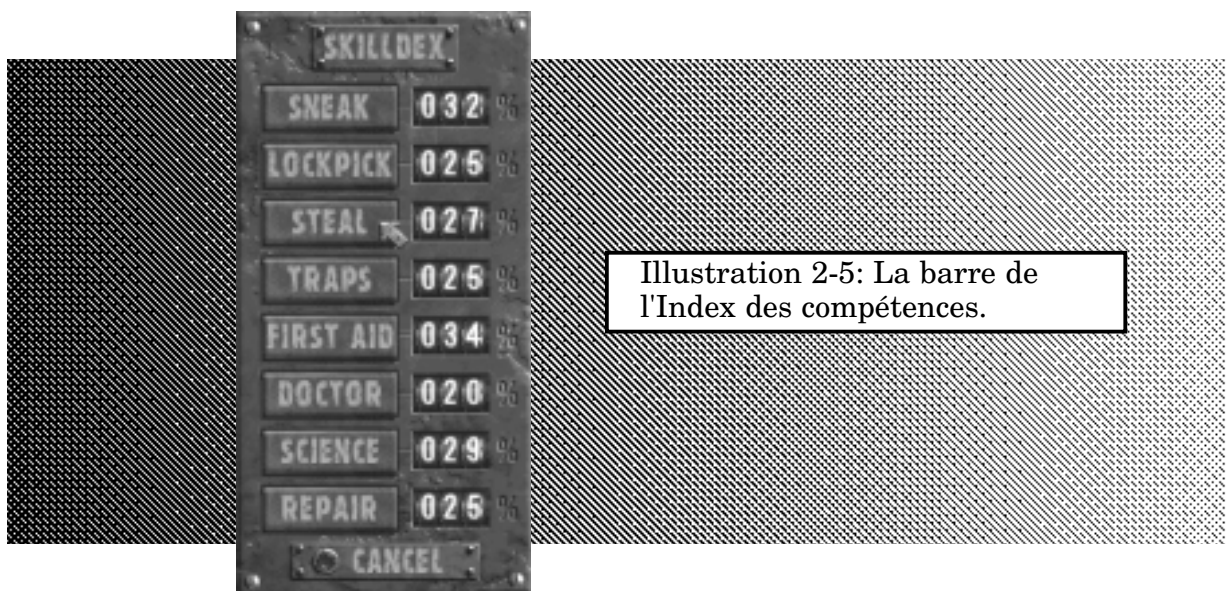 SKILLDEX
SNEAK 032 %
LOCKPICK 025 %
STEAL 027 %
TRAPS 025 %
FIRST AID 034 %
DOCTOR 020 %
SCIENCE 029 %
REPAIR 025 %
CANCEL
Illustration 2-5: La barre de
l'Index des compétences.